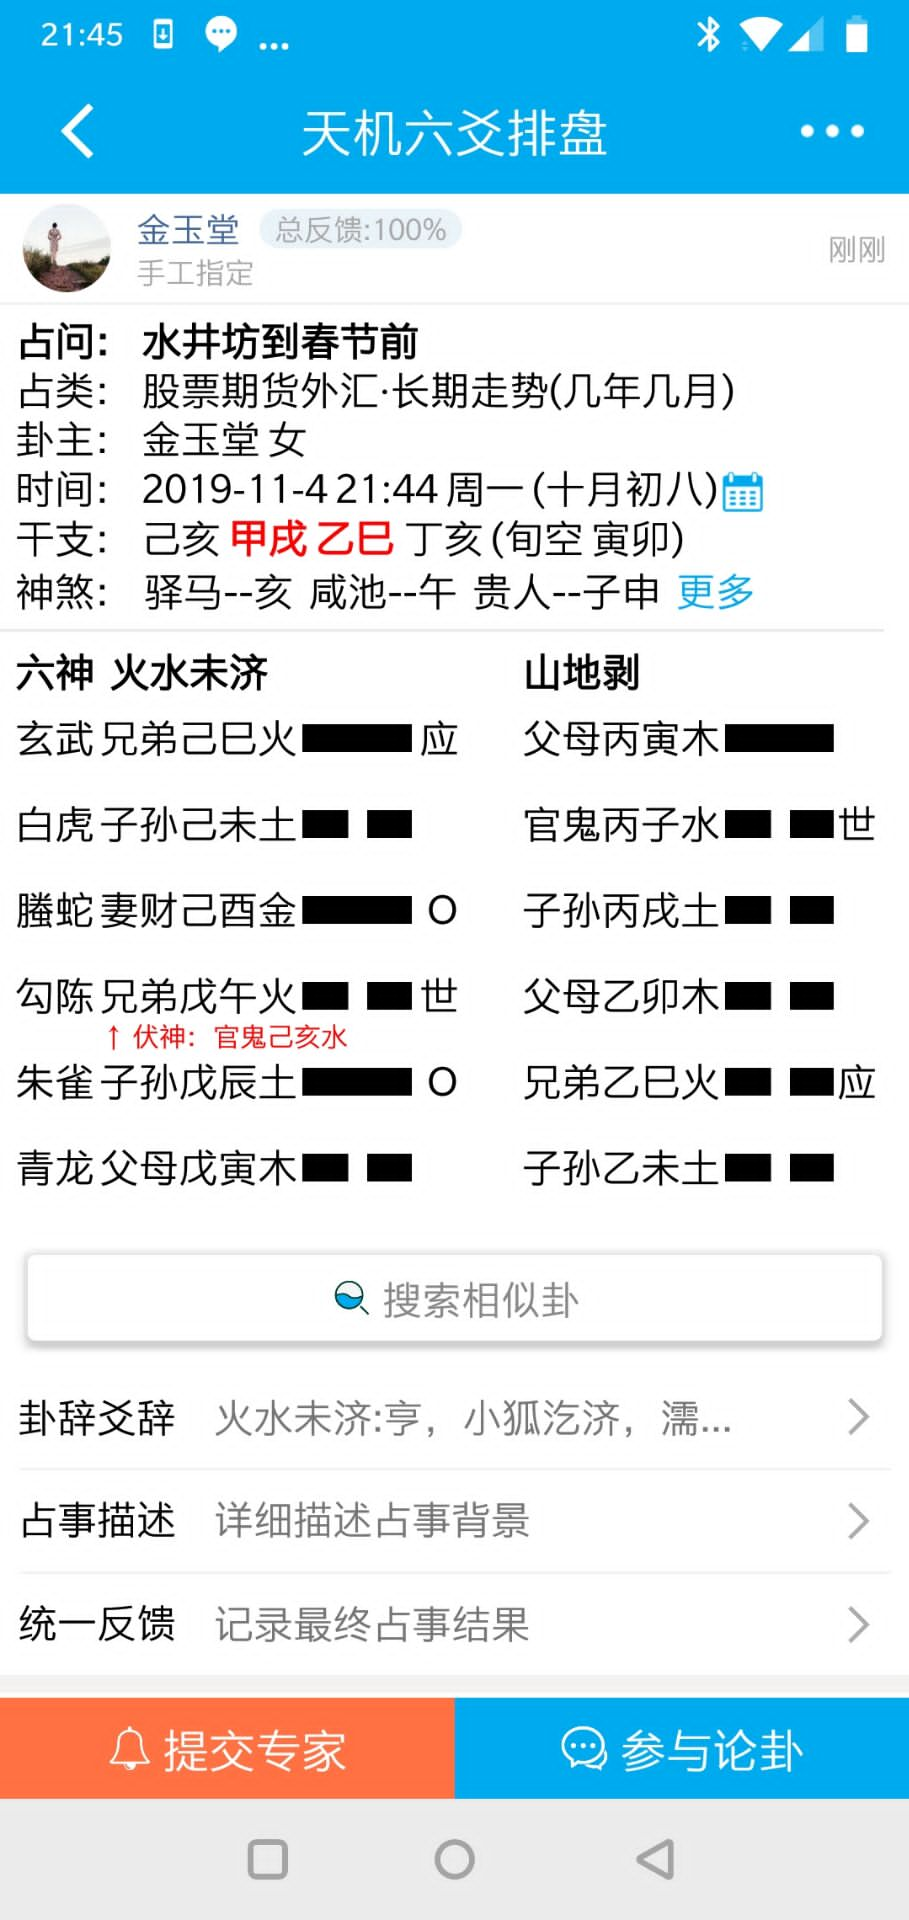 21:45
天机六爻排盘
金玉堂 总反馈:100%
手工指定
刚刚
占问： 水井坊到春节前
占类： 股票期货外汇·长期走势(几年几月)
卦主： 金玉堂 女
时间： 2019-11-4 21:44 周一 (十月初八)
干支： 己亥 甲戌 乙巳 丁亥 (旬空 寅卯)
神煞： 驿马--亥 咸池--午 贵人--子申 更多
六神 火水未济 山地剥
玄武 兄弟己巳火 应 父母丙寅木
白虎 子孙己未土 官鬼丙子水 世
螣蛇 妻财己酉金 O 子孙丙戌土
勾陈 兄弟戊午火 世 父母乙卯木
↑ 伏神：官鬼己亥水
朱雀 子孙戊辰土 O 兄弟乙巳火 应
青龙 父母戊寅木 子孙乙未土
搜索相似卦
卦辞爻辞 火水未济:亨，小狐汔济，濡...
占事描述 详细描述占事背景
统一反馈 记录最终占事结果
提交专家 参与论卦